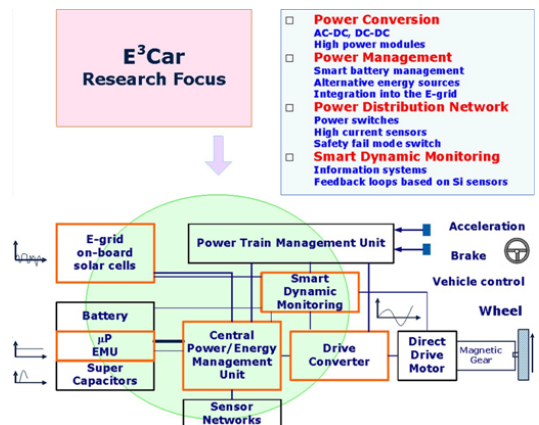 E³Car
Research Focus
Power Conversion
AC-DC, DC-DC
High power modules
Power Management
Smart battery management
Alternative energy sources
Integration into the E-grid
Power Distribution Network
Power switches
High current sensors
Safety fail mode switch
Smart Dynamic Monitoring
Information systems
Feedback loops based on Si sensors
E-grid
on-board
solar cells
Power Train Management Unit
Acceleration
Brake
Smart
Dynamic
Monitoring
Vehicle control
Battery
Wheel
µP
EMU
Super
Capacitors
Central
Power/Energy
Management
Unit
Drive
Converter
Direct
Drive
Motor
Magnetic
Gear
Sensor
Networks